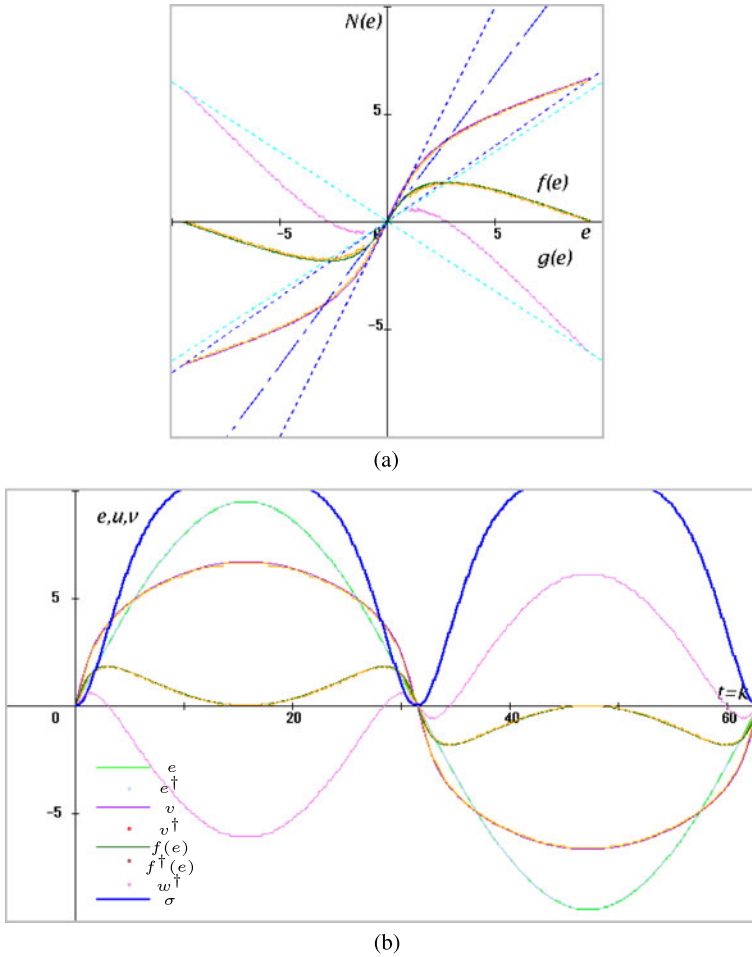 N(e)
5
f(e)
-5
5
e
g(e)
-5
(a)
e,u,v
5
t=k
0
20
40
60
-5
e
e†
v
v†
f(e)
f†(e)
w†
σ
(b)